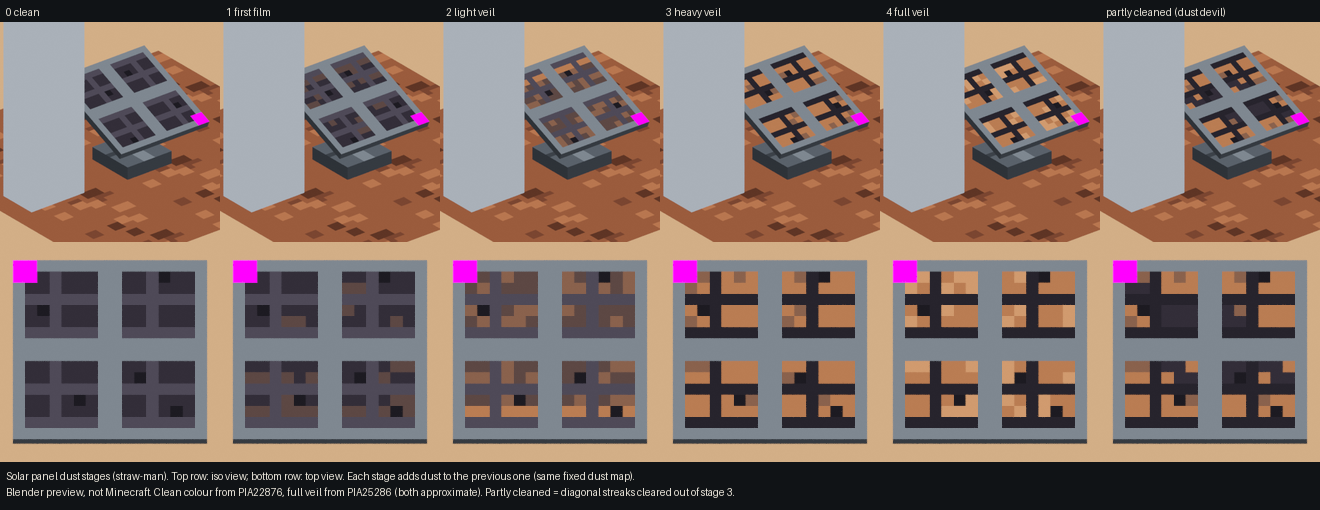 0 clean
1 first film
2 light veil
3 heavy veil
4 full veil
partly cleaned (dust devil)
Solar panel dust stages (straw-man). Top row: iso view; bottom row: top view. Each stage adds dust to the previous one (same fixed dust map).
Blender preview, not Minecraft. Clean colour from PIA22876, full veil from PIA25286 (both approximate). Partly cleaned = diagonal streaks cleared out of stage 3.